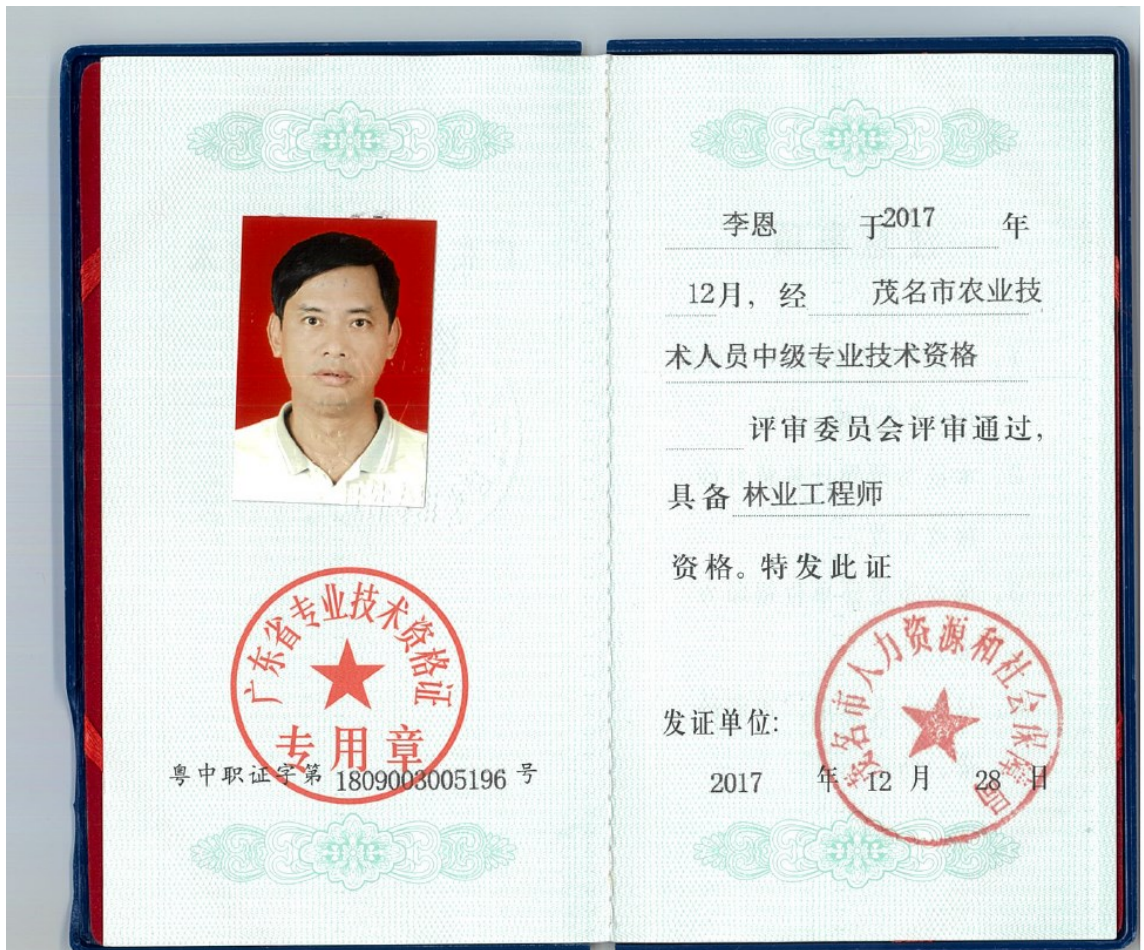 广东省专业技术资格证
专用章
粤中职证字第 1809003005196 号
李恩 于2017 年
12月，经 茂名市农业技
术人员中级专业技术资格
评审委员会评审通过，
具备 林业工程师
资格。特发此证
茂名市人力资源和社会保障局
发证单位：
2017 年 12 月 28 日